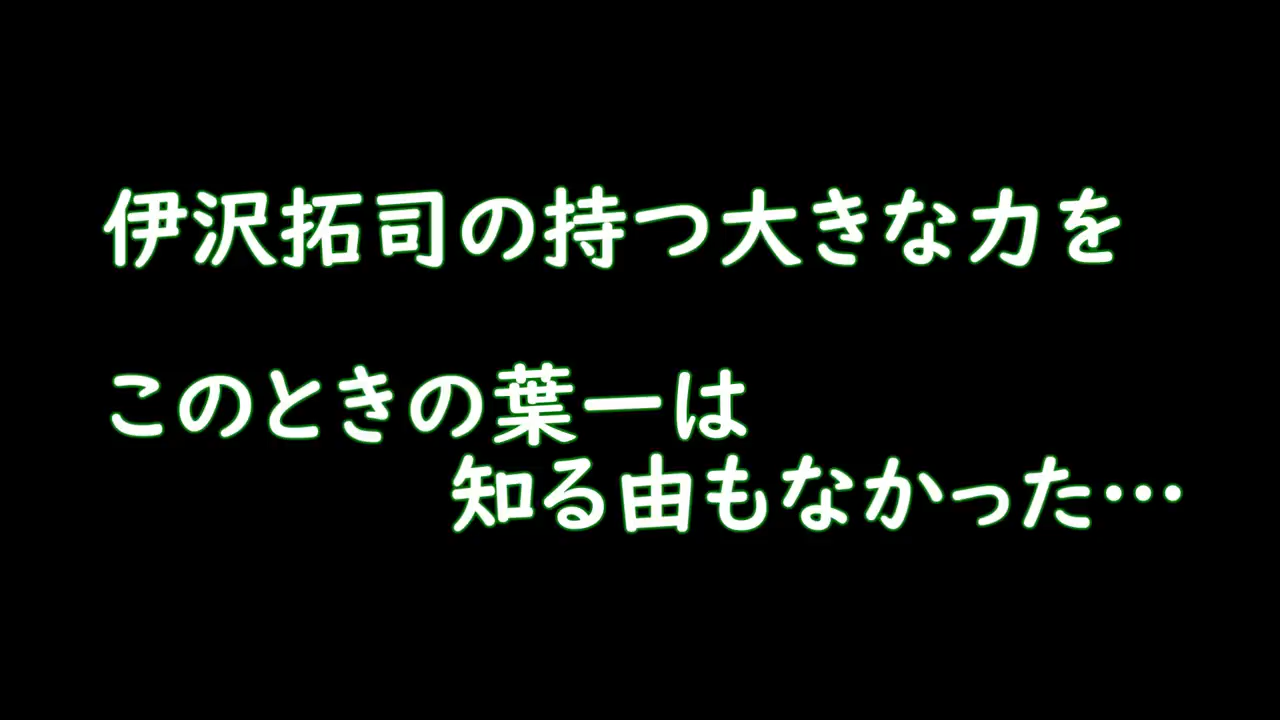 伊沢拓司の持つ大きな力を
このときの葉一は
知る由もなかった…